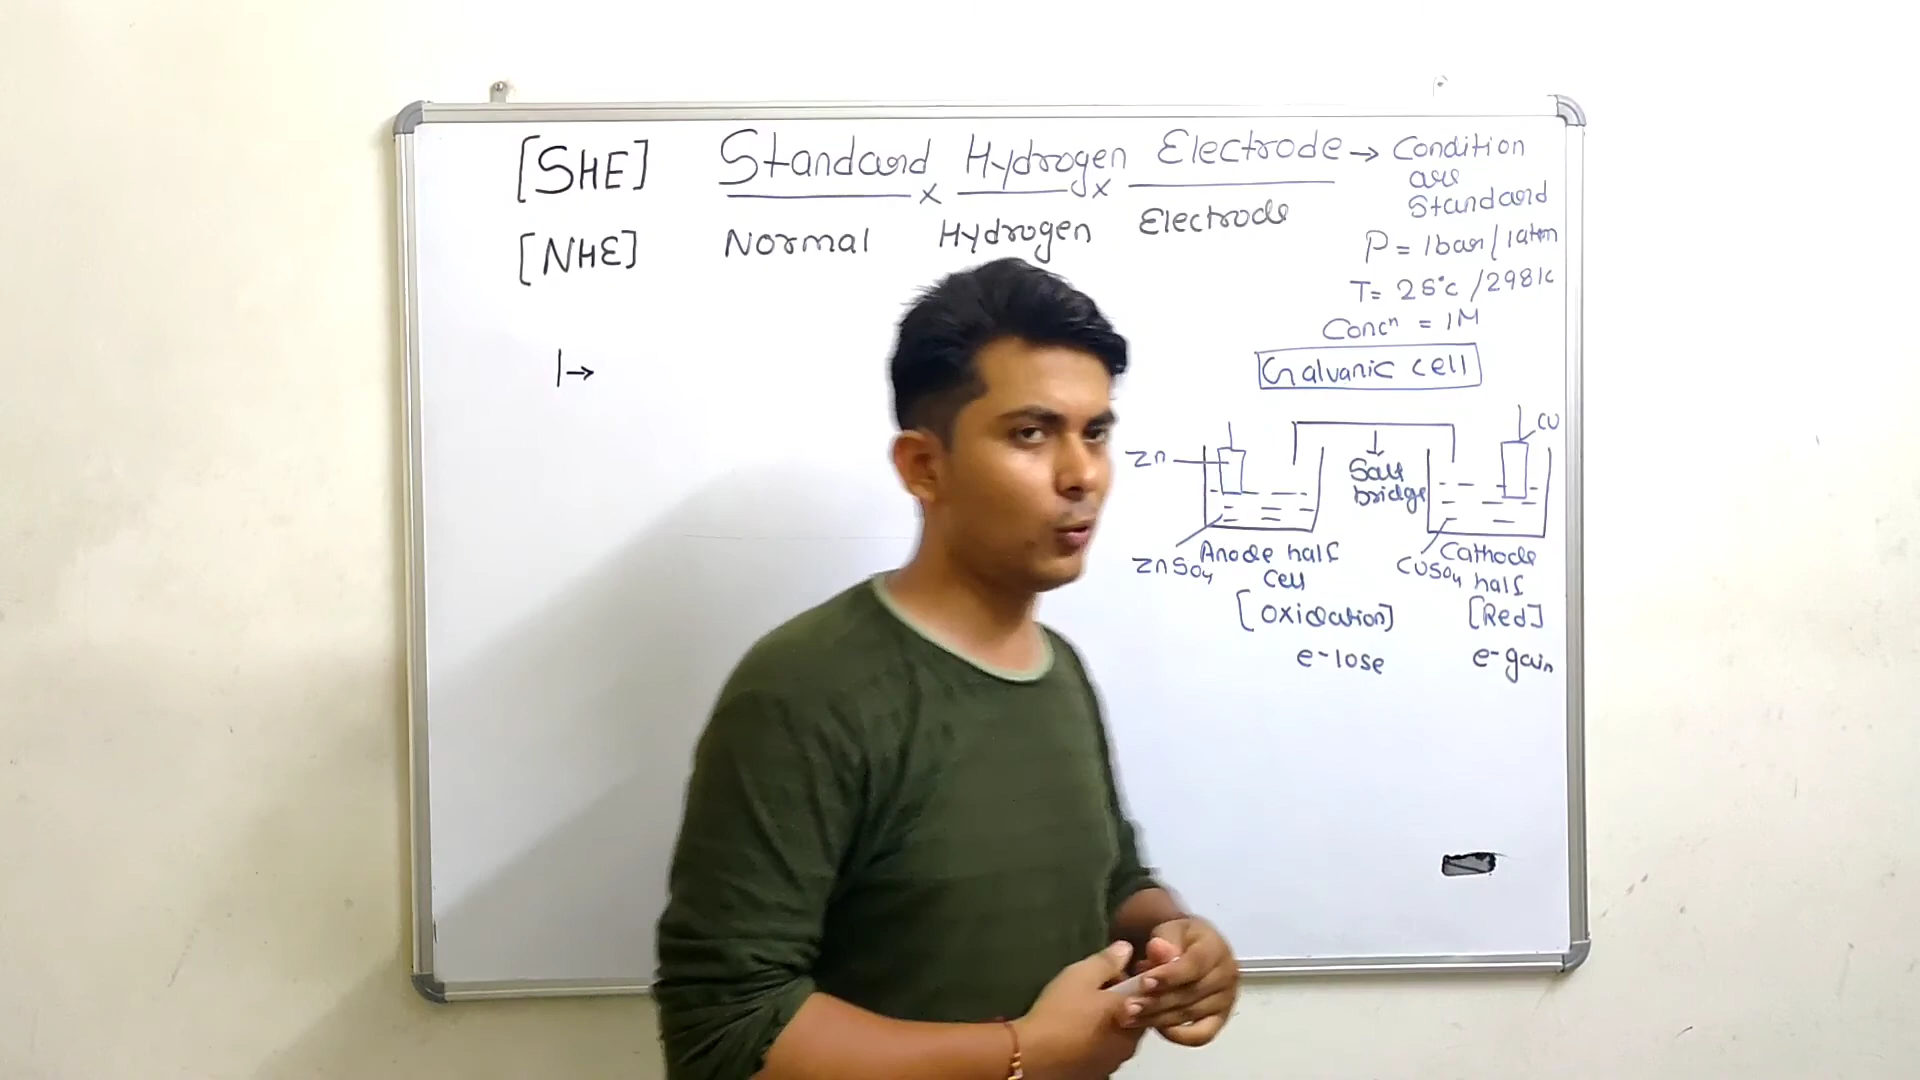 [SHE] Standard Hydrogen Electrode → Condition
are
Standard
[NHE] Normal Hydrogen Electrode
P = 1bar/1atm
T= 25°C /298K
Concⁿ = 1M
Galvanic cell
Cu
Zn
Salt
bridge
ZnSO₄
Anode half
cell
[Oxidation]
e-lose
CuSO₄
Cathode
half
[Red]
e-gain